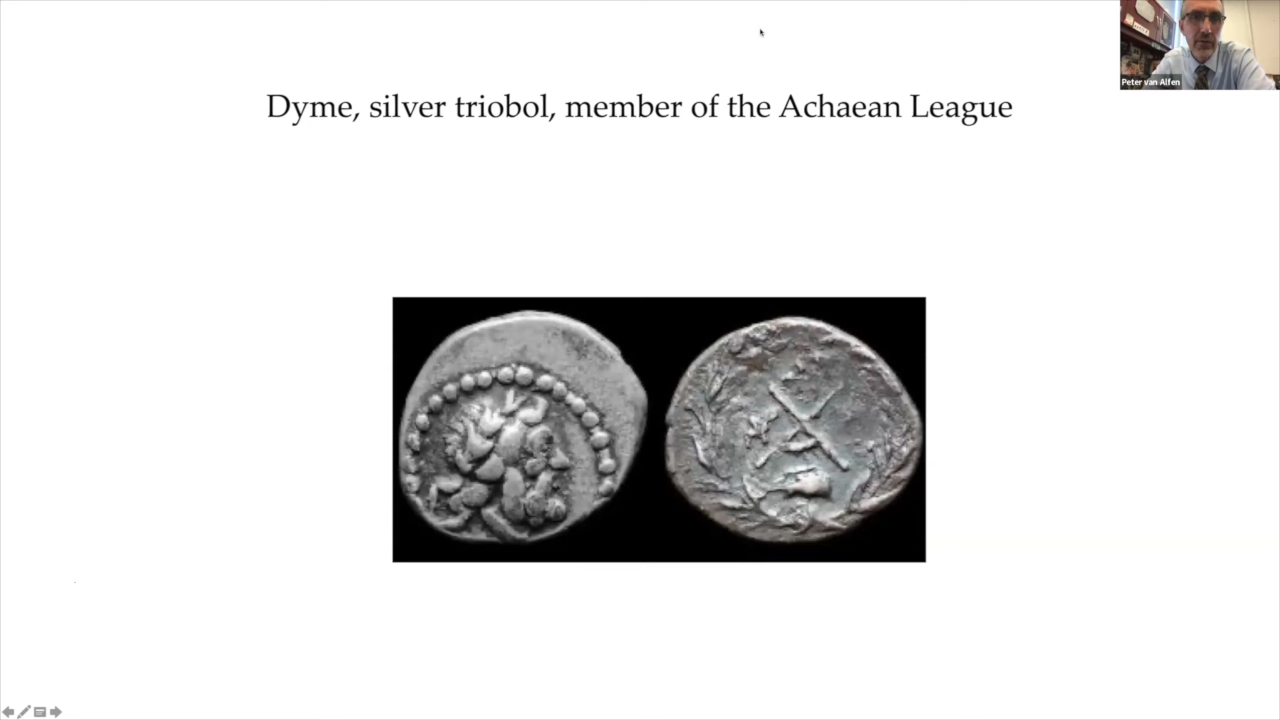 Peter van Alfen
Dyme, silver triobol, member of the Achaean League